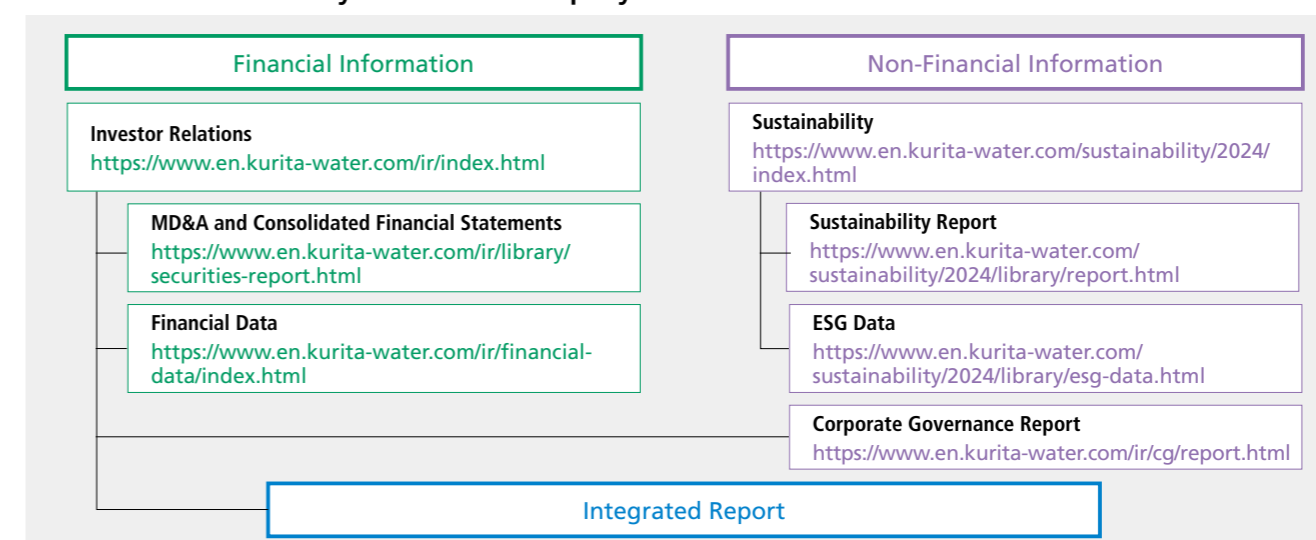 Financial Information
Investor Relations
https://www.en.kurita-water.com/ir/index.html
MD&A and Consolidated Financial Statements
https://www.en.kurita-water.com/ir/library/
securities-report.html
Financial Data
https://www.en.kurita-water.com/ir/financial-
data/index.html
Non-Financial Information
Sustainability
https://www.en.kurita-water.com/sustainability/2024/
index.html
Sustainability Report
https://www.en.kurita-water.com/
sustainability/2024/library/report.html
ESG Data
https://www.en.kurita-water.com/
sustainability/2024/library/esg-data.html
Corporate Governance Report
https://www.en.kurita-water.com/ir/cg/report.html
Integrated Report